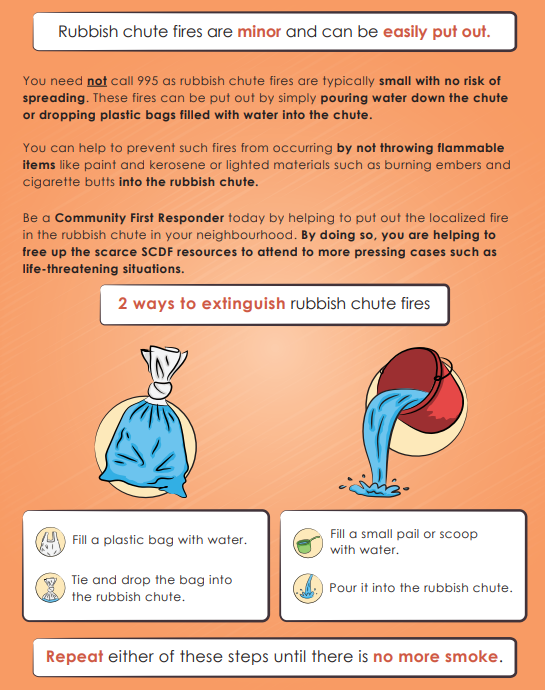 Rubbish chute fires are minor and can be easily put out.
You need not call 995 as rubbish chute fires are typically small with no risk of
spreading. These fires can be put out by simply pouring water down the chute
or dropping plastic bags filled with water into the chute.
You can help to prevent such fires from occurring by not throwing flammable
items like paint and kerosene or lighted materials such as burning embers and
cigarette butts into the rubbish chute.
Be a Community First Responder today by helping to put out the localized fire
in the rubbish chute in your neighbourhood. By doing so, you are helping to
free up the scarce SCDF resources to attend to more pressing cases such as
life-threatening situations.
2 ways to extinguish rubbish chute fires
Fill a plastic bag with water.
Tie and drop the bag into
the rubbish chute.
Fill a small pail or scoop
with water.
Pour it into the rubbish chute.
Repeat either of these steps until there is no more smoke.